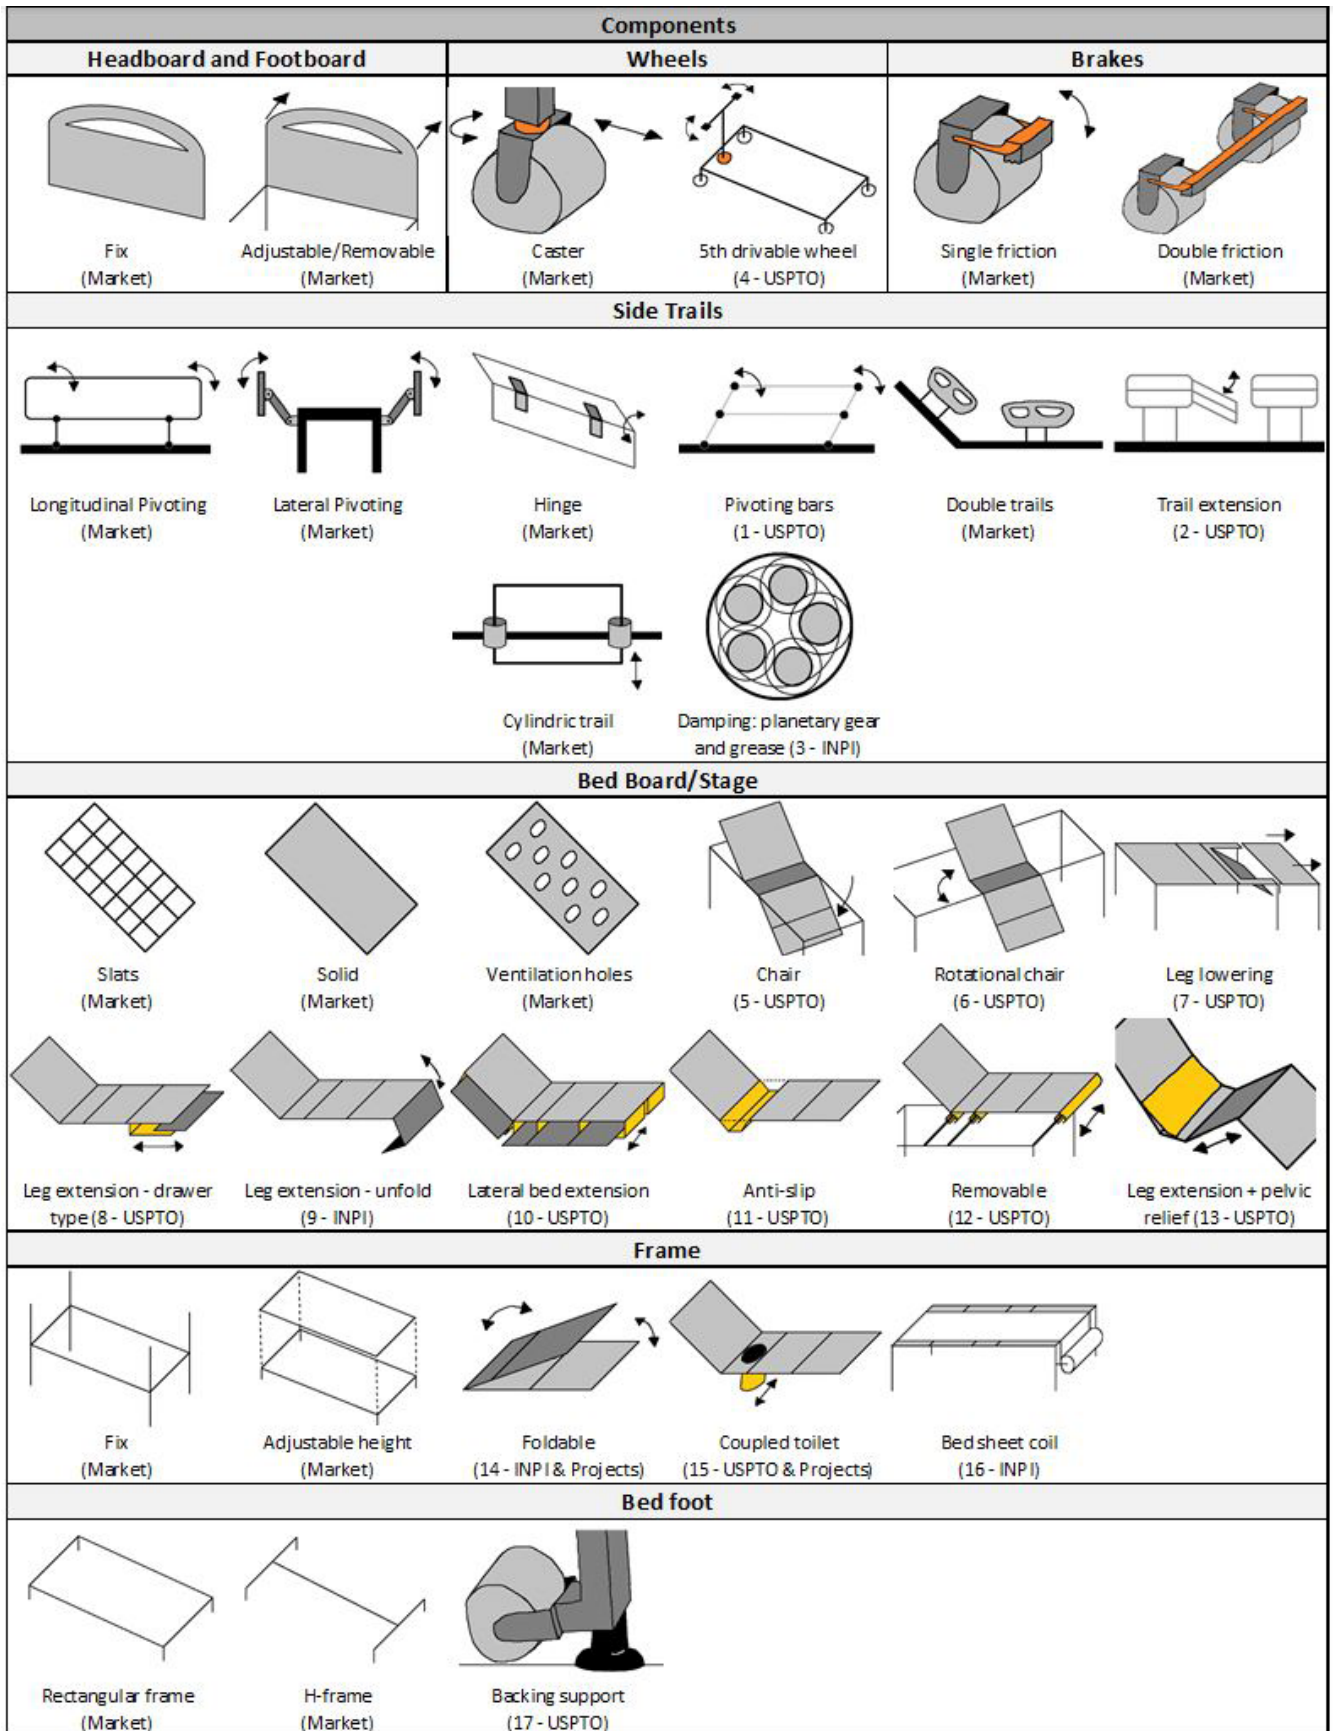 Components
Headboard and Footboard
Wheels
Brakes
Fix
(Market)
Adjustable/Removable
(Market)
Caster
(Market)
5th drivable wheel
(4 - USPTO)
Single friction
(Market)
Double friction
(Market)
Side Trails
Longitudinal Pivoting
(Market)
Lateral Pivoting
(Market)
Hinge
(Market)
Pivoting bars
(1 - USPTO)
Double trails
(Market)
Trail extension
(2 - USPTO)
Cylindric trail
(Market)
Damping: planetary gear
and grease (3 - INPI)
Bed Board/Stage
Slats
(Market)
Solid
(Market)
Ventilation holes
(Market)
Chair
(5 - USPTO)
Rotational chair
(6 - USPTO)
Leg lowering
(7 - USPTO)
Leg extension - drawer
type (8 - USPTO)
Leg extension - unfold
(9 - INPI)
Lateral bed extension
(10 - USPTO)
Anti-slip
(11 - USPTO)
Removable
(12 - USPTO)
Leg extension + pelvic
relief (13 - USPTO)
Frame
Fix
(Market)
Adjustable height
(Market)
Foldable
(14 - INPI & Projects)
Coupled toilet
(15 - USPTO & Projects)
Bed sheet coil
(16 - INPI)
Bed foot
Rectangular frame
(Market)
H-frame
(Market)
Backing support
(17 - USPTO)